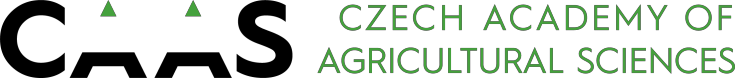 CAAS
CZECH ACADEMY OF
AGRICULTURAL SCIENCES